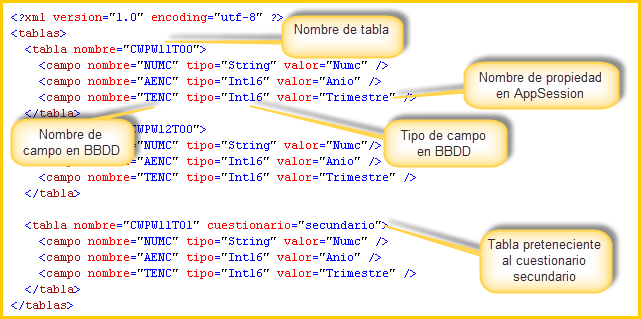 <?xml version="1.0" encoding="utf-8" ?>
<tablas>
<tabla nombre="CWPW11T00">
<campo nombre="NUMC" tipo="String" valor="Numc" />
<campo nombre="AENC" tipo="Int16" valor="Anio" />
<campo nombre="TENC" tipo="Int16" valor="Trimestre" />
</tabla>
CWPW12T00">
"NUMC" tipo="String" valor="Numc"/>
"AENC" tipo="Int16" valor="Anio" />
<campo nombre="TENC" tipo="Int16" valor="Trimestre" />
</tabla>
<tabla nombre="CWPW11T01" cuestionario="secundario">
<campo nombre="NUMC" tipo="String" valor="Numc" />
<campo nombre="AENC" tipo="Int16" valor="Anio" />
<campo nombre="TENC" tipo="Int16" valor="Trimestre" />
</tabla>
</tablas>
Nombre de tabla
Nombre de propiedad
en AppSession
Nombre de
campo en BBDD
Tipo de campo
en BBDD
Tabla preteneciente
al cuestionario
secundario